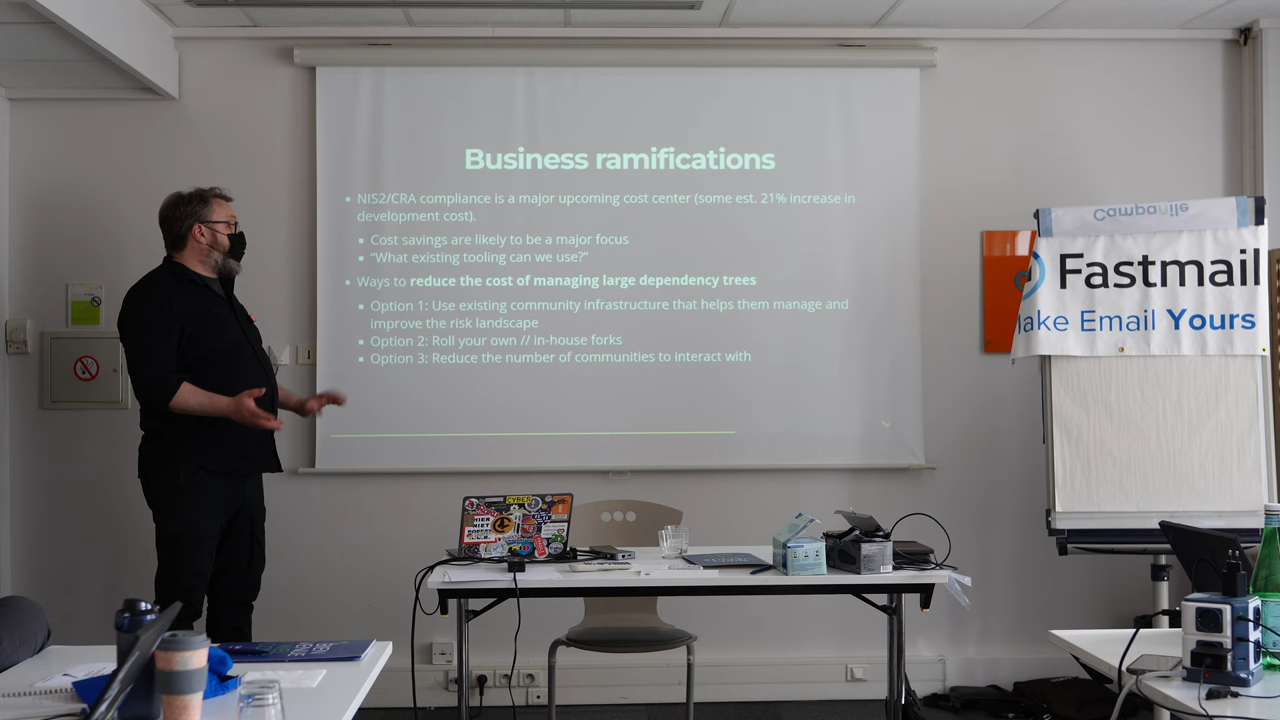 Business ramifications
• NIS2/CRA compliance is a major upcoming cost center (some est. 21% increase in
development cost).
▪ Cost savings are likely to be a major focus
▪ “What existing tooling can we use?”
• Ways to reduce the cost of managing large dependency trees
▪ Option 1: Use existing community infrastructure that helps them manage and
improve the risk landscape
▪ Option 2: Roll your own // in-house forks
▪ Option 3: Reduce the number of communities to interact with
Campanile
Fastmail
ake Email Yours
CYBER
HIER
NIET